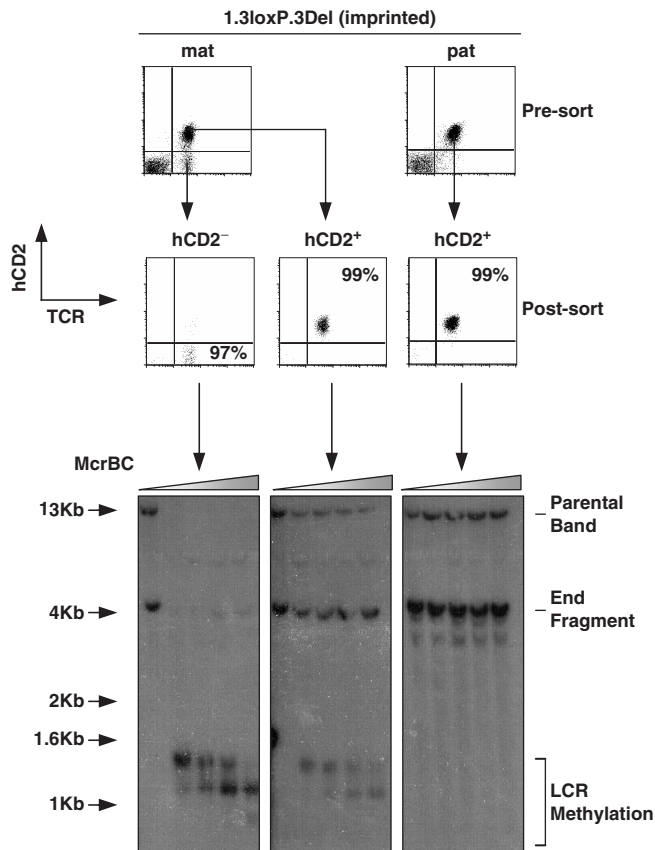 1.3loxP.3Del (imprinted)
mat
pat
Pre-sort
hCD2⁻
hCD2⁺
hCD2⁺
hCD2
TCR
97%
99%
99%
Post-sort
McrBC
13Kb
4Kb
2Kb
1.6Kb
1Kb
Parental
Band
End
Fragment
LCR
Methylation